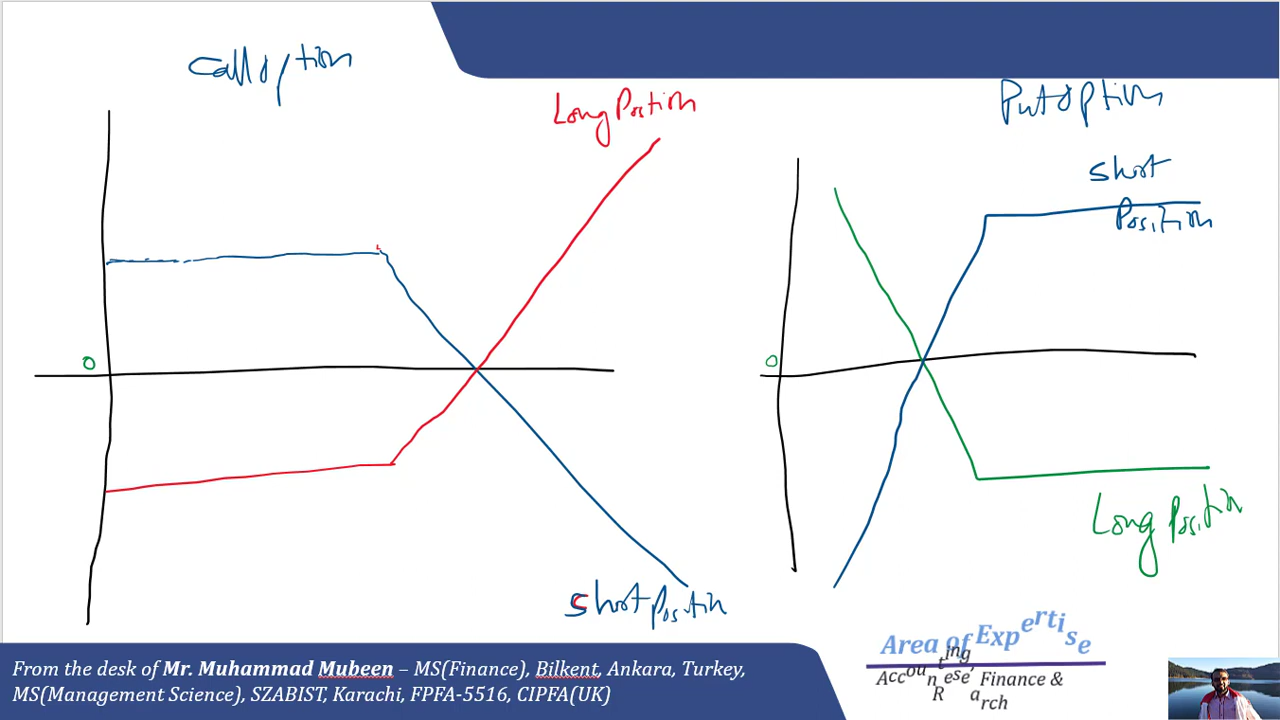 Call option
Long Postion
Put option
Short
Position
0
0
Long Position
Short Positin
From the desk of Mr. Muhammad Mubeen – MS(Finance), Bilkent, Ankara, Turkey,
MS(Management Science), SZABIST, Karachi, FPFA-5516, CIPFA(UK)
Area of Expertise
Accounting, Finance &
Research